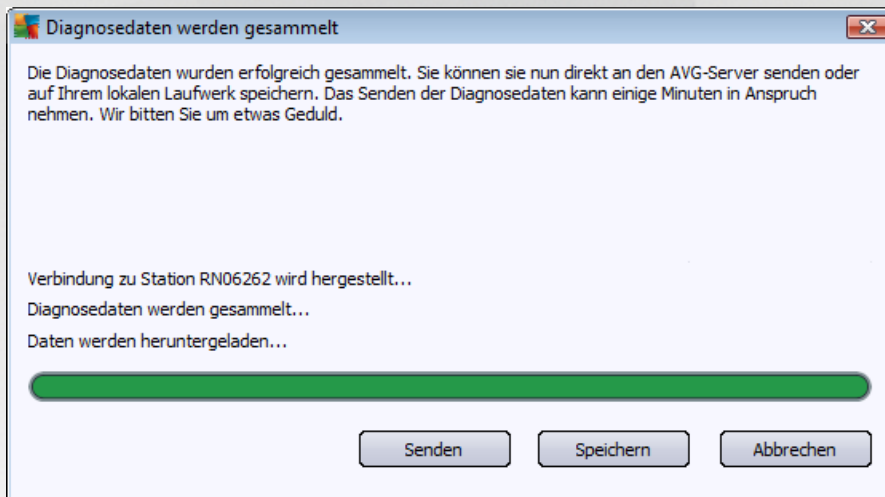 Diagnosedaten werden gesammelt
Die Diagnosedaten wurden erfolgreich gesammelt. Sie können sie nun direkt an den AVG-Server senden oder
auf Ihrem lokalen Laufwerk speichern. Das Senden der Diagnosedaten kann einige Minuten in Anspruch
nehmen. Wir bitten Sie um etwas Geduld.
Verbindung zu Station RN06262 wird hergestellt...
Diagnosedaten werden gesammelt...
Daten werden heruntergeladen...
Senden
Speichern
Abbrechen